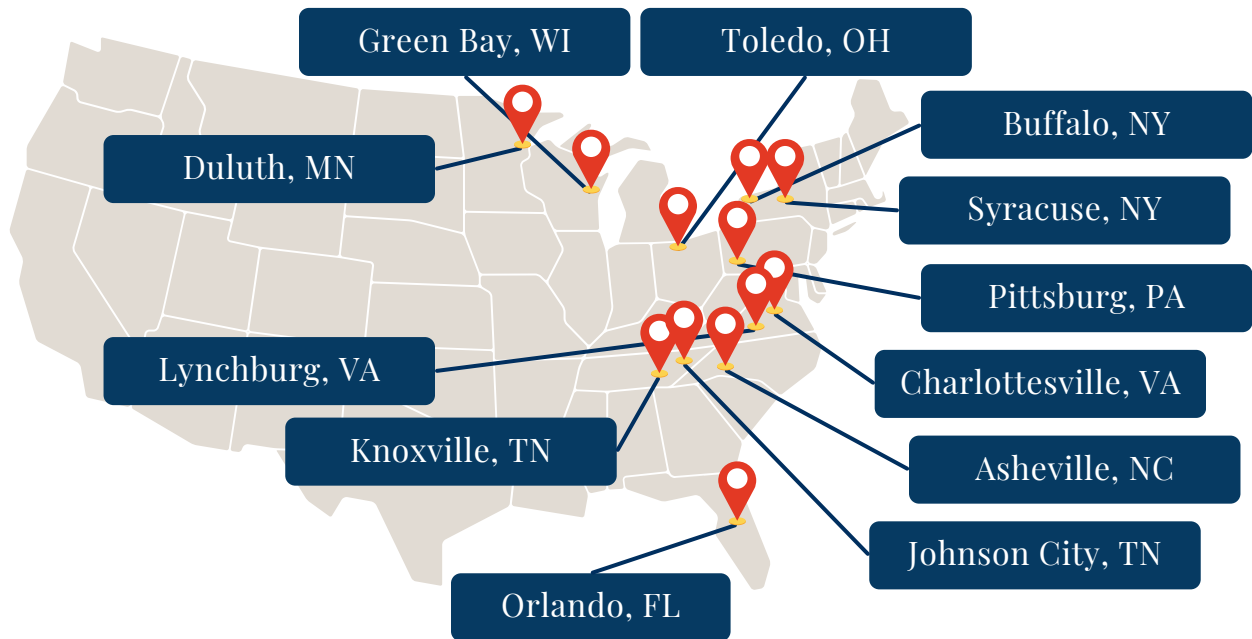 Green Bay, WI
Toledo, OH
Buffalo, NY
Duluth, MN
Syracuse, NY
Pittsburg, PA
Lynchburg, VA
Charlottesville, VA
Knoxville, TN
Asheville, NC
Johnson City, TN
Orlando, FL